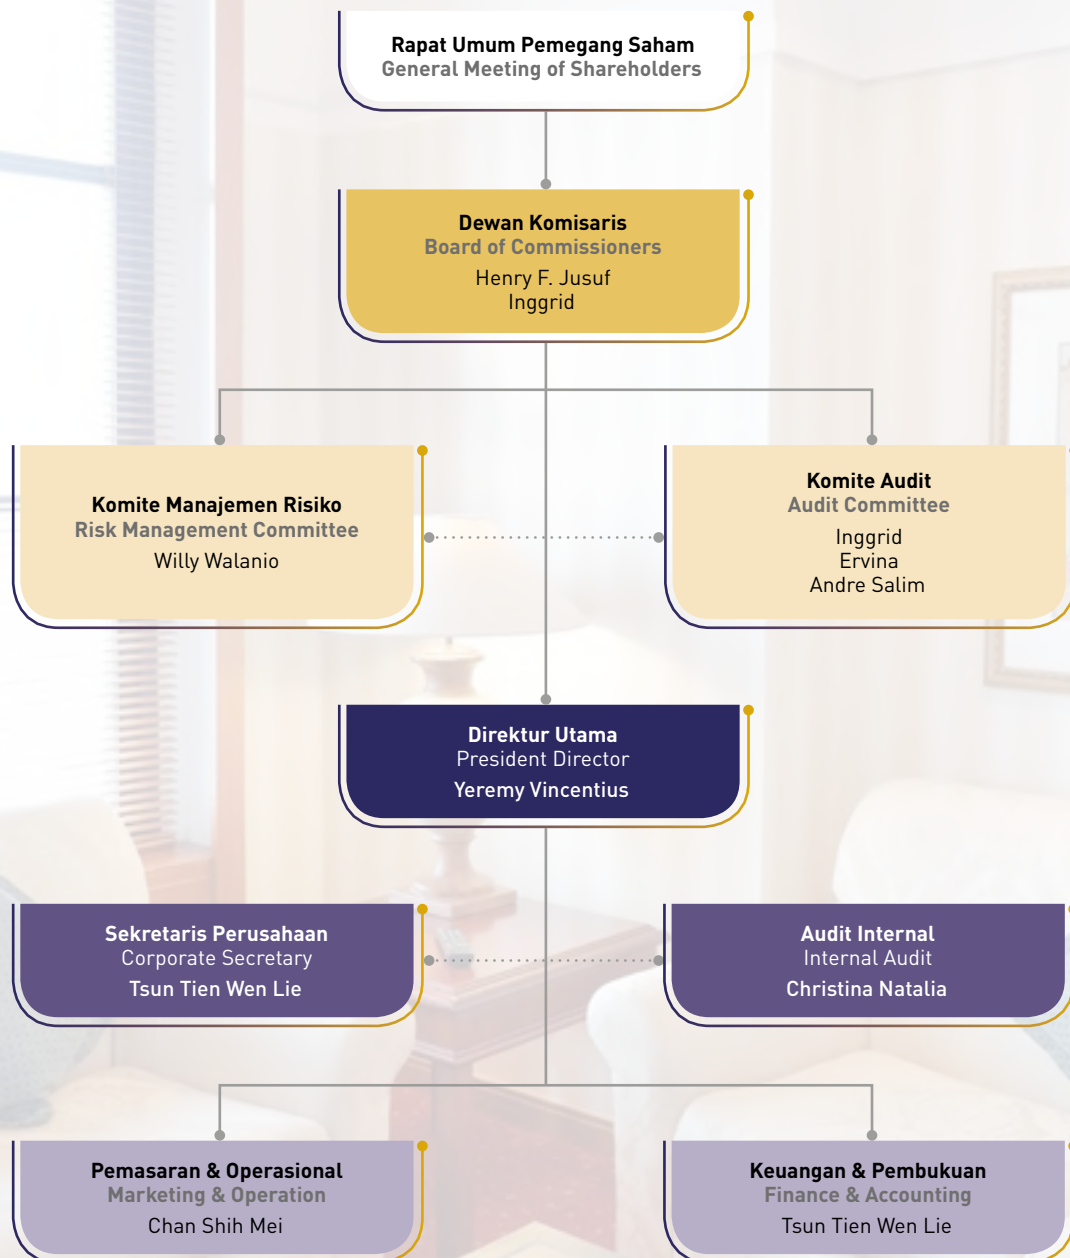 Rapat Umum Pemegang Saham
General Meeting of Shareholders
Dewan Komisaris
Board of Commissioners
Henry F. Jusuf
Inggrid
Komite Manajemen Risiko
Risk Management Committee
Willy Walanio
Komite Audit
Audit Committee
Inggrid
Ervina
Andre Salim
Direktur Utama
President Director
Yeremy Vincentius
Sekretaris Perusahaan
Corporate Secretary
Tsun Tien Wen Lie
Audit Internal
Internal Audit
Christina Natalia
Pemasaran & Operasional
Marketing & Operation
Chan Shih Mei
Keuangan & Pembukuan
Finance & Accounting
Tsun Tien Wen Lie